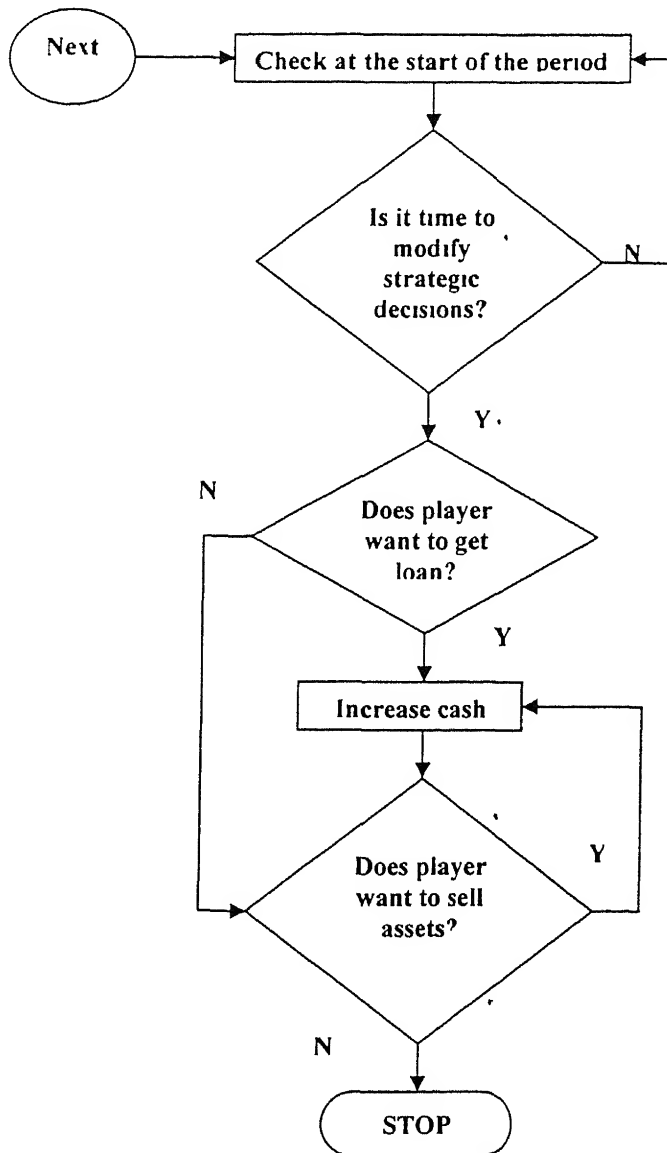 Next
Check at the start of the period
Is it time to
modify
strategic
decisions?
N
Y
N
Does player
want to get
loan?
Y
Increase cash
Does player
want to sell
assets?
Y
N
STOP